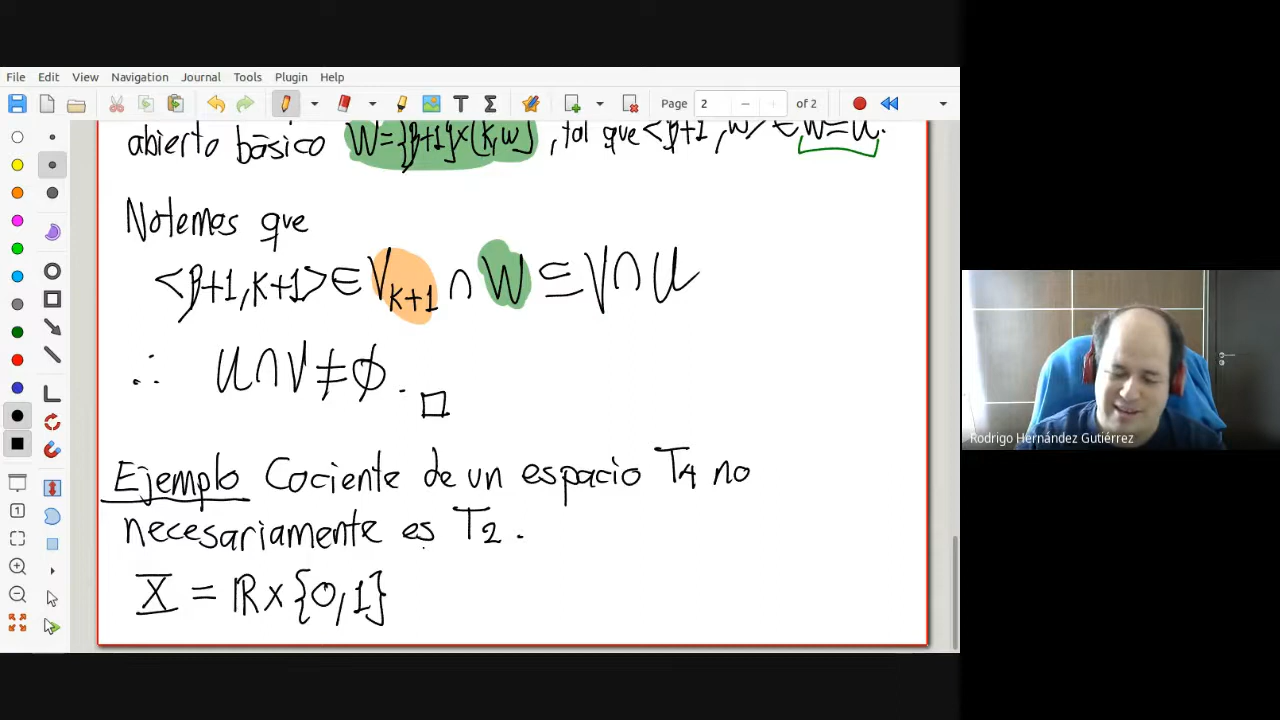 File Edit View Navigation Journal Tools Plugin Help
Page 2 of 2
abierto básico W={β+1}×(k,ω], tal que <β+1,ω>∈W⊆U.
Notemos que
<β+1,k+1>∈V_{k+1}∩W⊆V∩U
∴ U∩V≠∅. □
Ejemplo Cociente de un espacio T4 no
necesariamente es T2.
X = ℝ×{0,1}
Rodrigo Hernández Gutiérrez